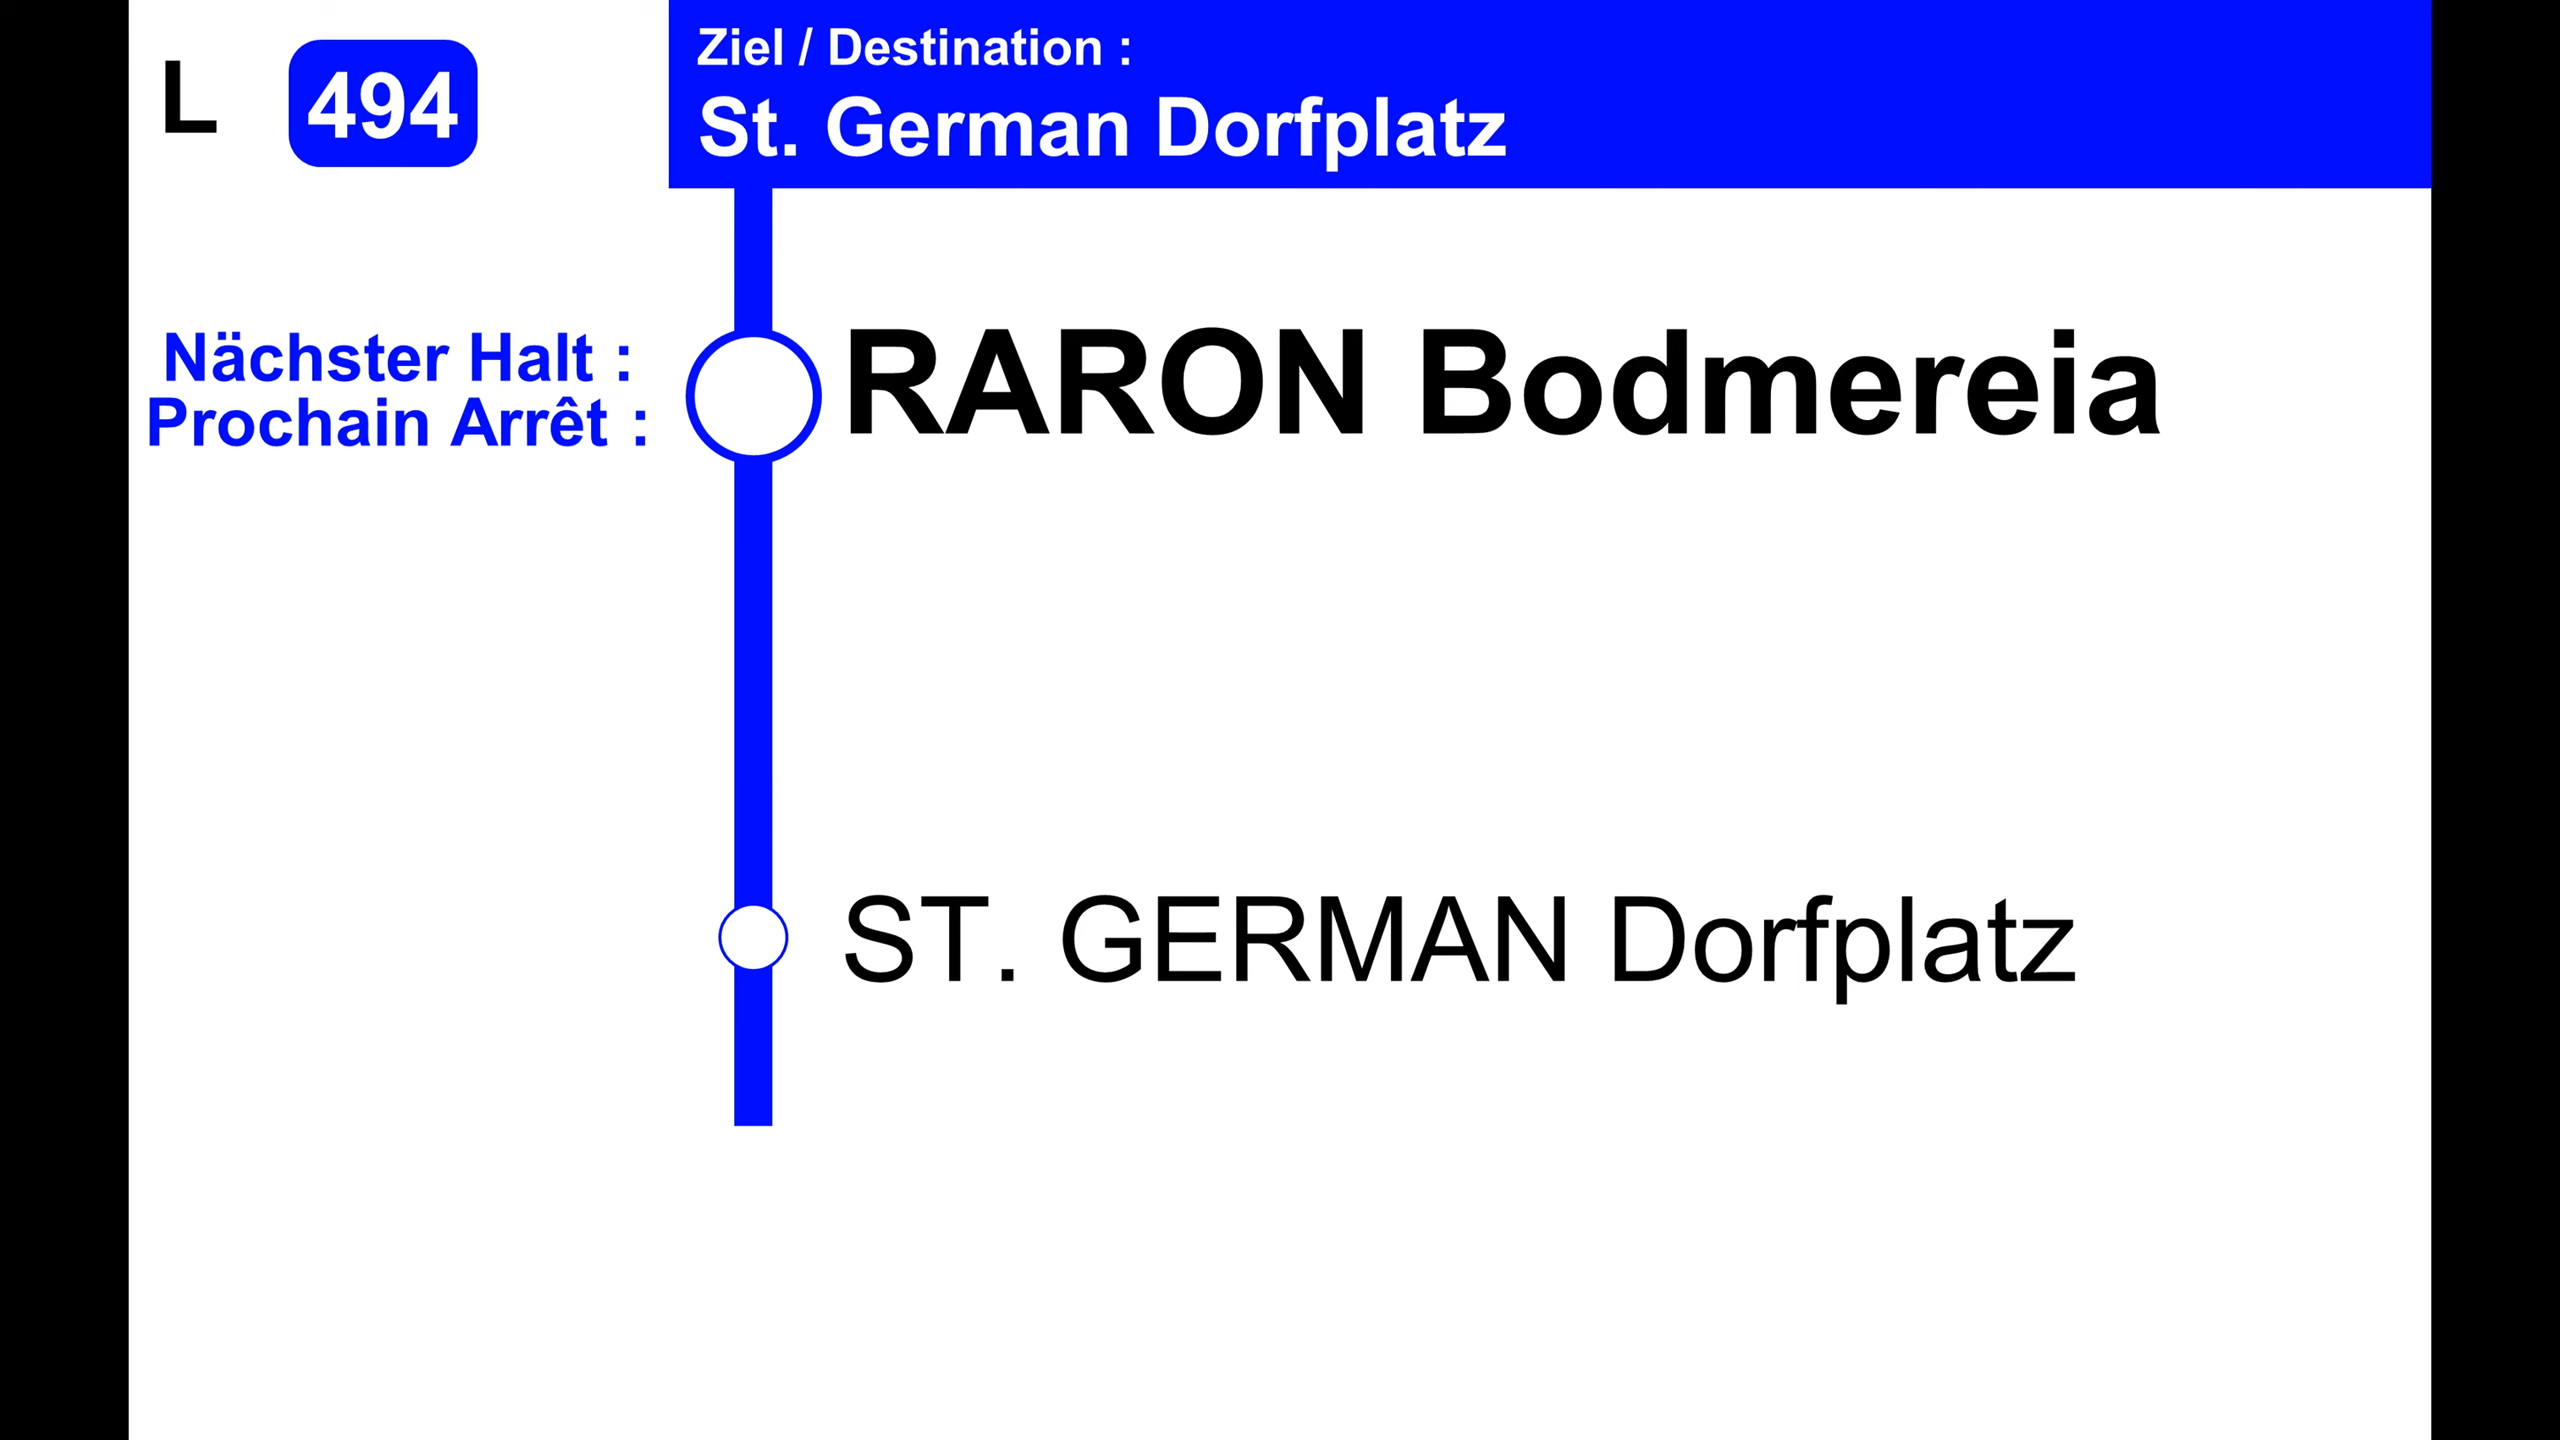 L 494
Ziel / Destination :
St. German Dorfplatz
Nächster Halt :
Prochain Arrêt :
RARON Bodmereia
ST. GERMAN Dorfplatz